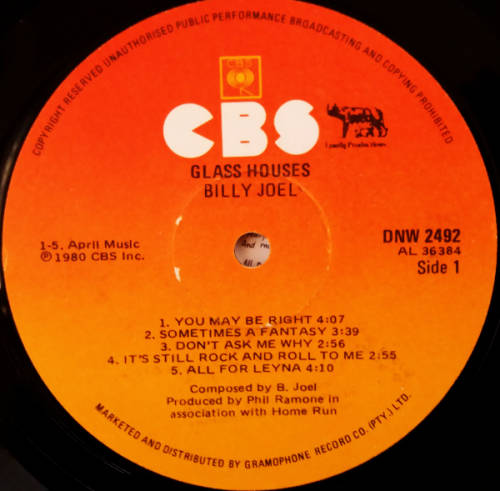 COPYRIGHT RESERVED UNAUTHORISED PUBLIC PERFORMANCE BROADCASTING AND COPYING PROHIBITED
CBS
CBS
Family Productions
GLASS HOUSES
BILLY JOEL
1-5. April Music
℗ 1980 CBS Inc.
DNW 2492
AL 36384
Side 1
1. YOU MAY BE RIGHT 4:07
2. SOMETIMES A FANTASY 3:39
3. DON'T ASK ME WHY 2:56
4. IT'S STILL ROCK AND ROLL TO ME 2:55
5. ALL FOR LEYNA 4:10
Composed by B. Joel
Produced by Phil Ramone in
association with Home Run
MARKETED AND DISTRIBUTED BY GRAMOPHONE RECORD CO. (PTY.) LTD.